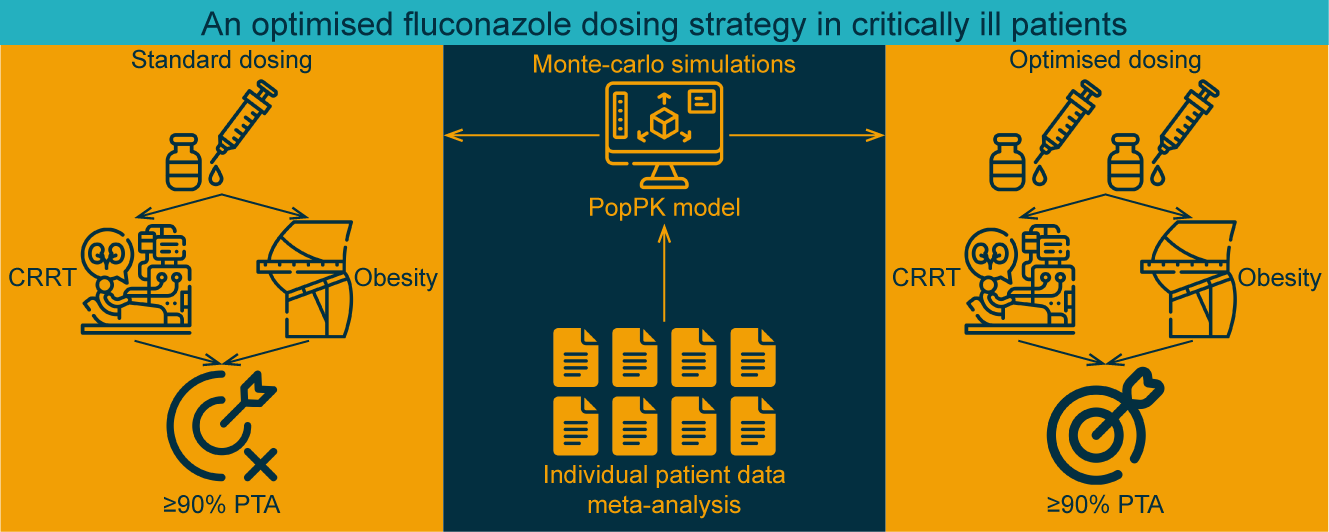 An optimised fluconazole dosing strategy in critically ill patients
Standard dosing
CRRT
Obesity
≥90% PTA
Monte-carlo simulations
PopPK model
Individual patient data
meta-analysis
Optimised dosing
CRRT
Obesity
≥90% PTA